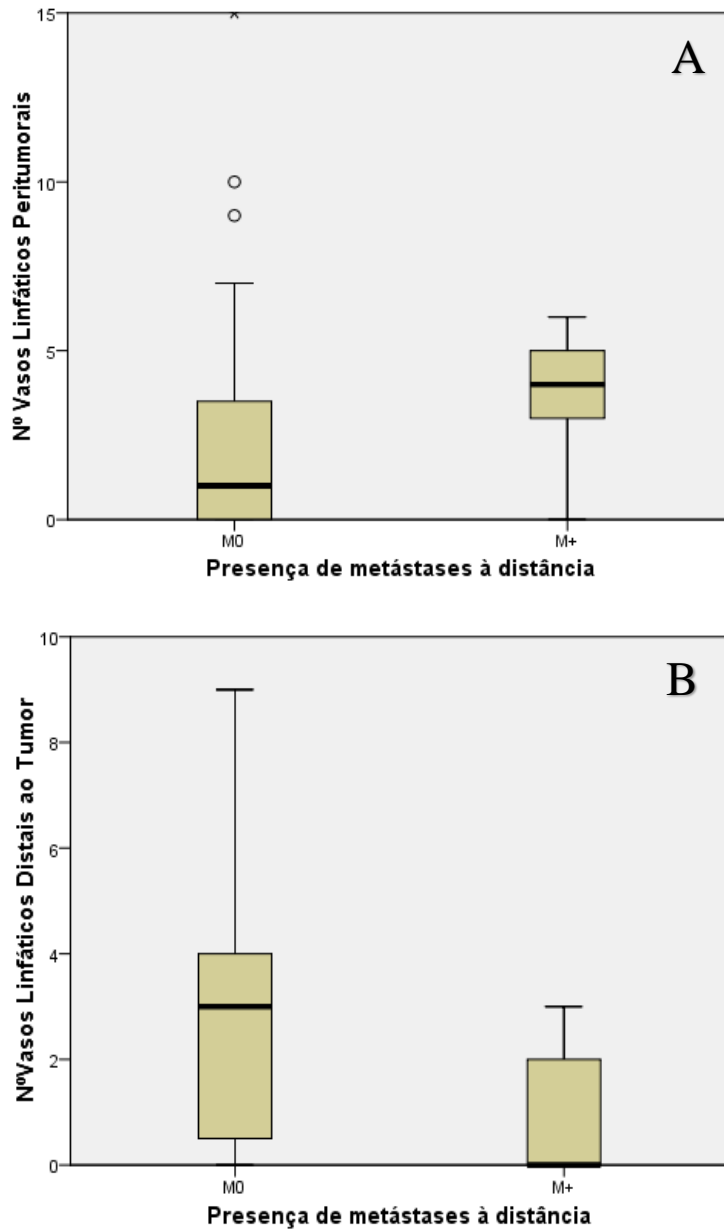 A
Nº Vasos Linfáticos Peritumorais
15
10
5
0
M0
M+
Presença de metástases à distância
B
NºVasos Linfáticos Distais ao Tumor
10
8
6
4
2
0
M0
M+
Presença de metástases à distância